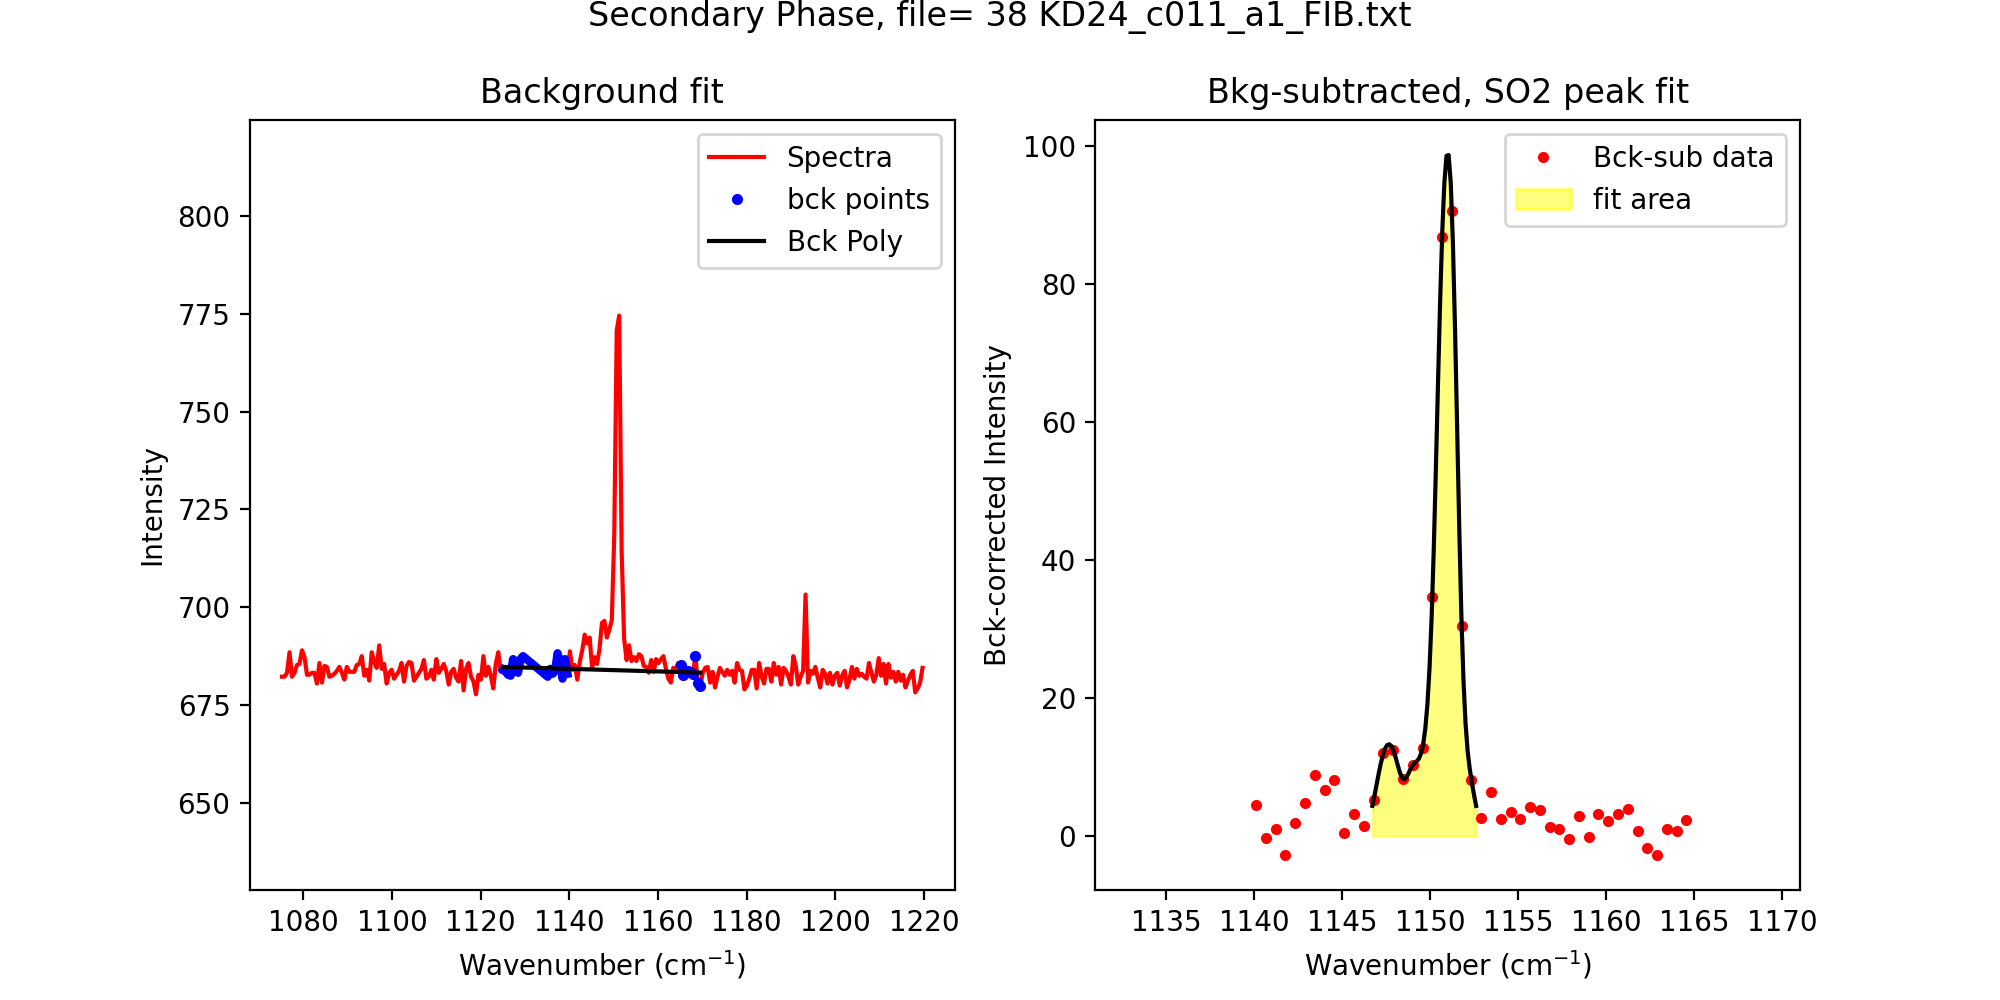 Secondary Phase, file= 38 KD24_c011_a1_FIB.txt
Background fit
Spectra
bck points
Bck Poly
800
775
750
725
700
675
650
Intensity
1080 1100 1120 1140 1160 1180 1200 1220
Wavenumber (cm⁻¹)
Bkg-subtracted, SO2 peak fit
Bck-sub data
fit area
100
80
60
40
20
0
Bck-corrected Intensity
1135 1140 1145 1150 1155 1160 1165 1170
Wavenumber (cm⁻¹)